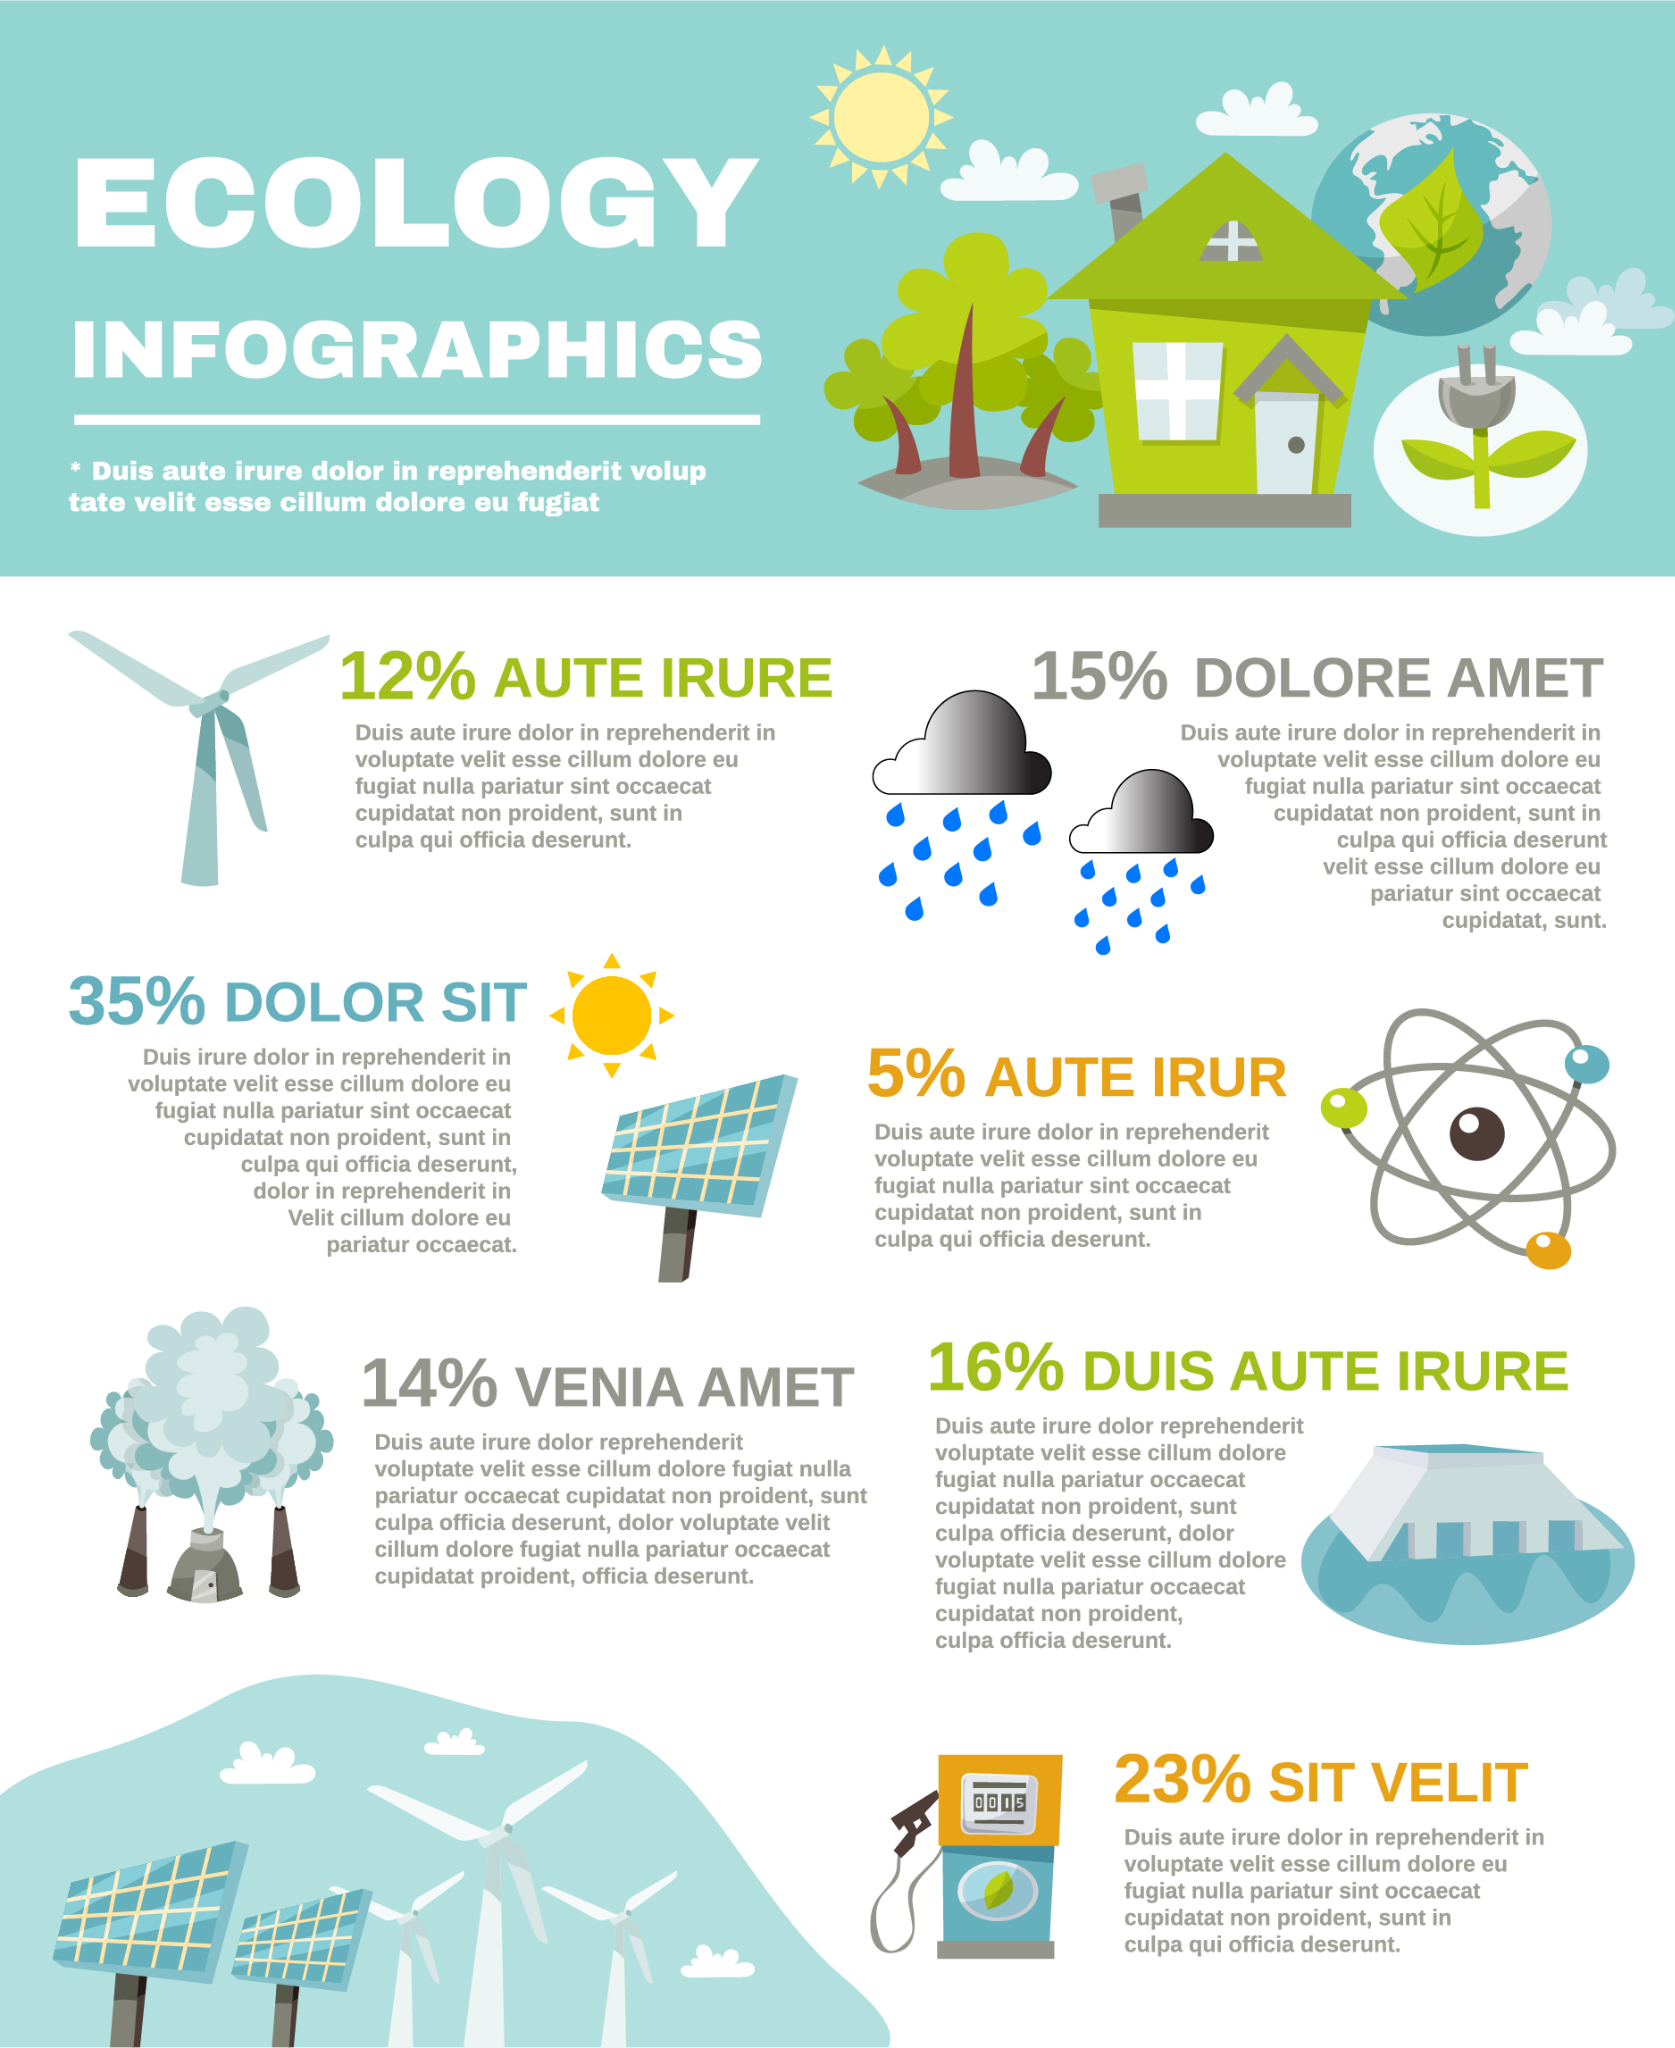 ECOLOGY
INFOGRAPHICS
* Duis aute irure dolor in reprehenderit volup
tate velit esse cillum dolore eu fugiat
12% AUTE IRURE
Duis aute irure dolor in reprehenderit in
voluptate velit esse cillum dolore eu
fugiat nulla pariatur sint occaecat
cupidatat non proident, sunt in
culpa qui officia deserunt.
15% DOLORE AMET
Duis aute irure dolor in reprehenderit in
voluptate velit esse cillum dolore eu
fugiat nulla pariatur sint occaecat
cupidatat non proident, sunt in
culpa qui officia deserunt
velit esse cillum dolore eu
pariatur sint occaecat
cupidatat, sunt.
35% DOLOR SIT
Duis irure dolor in reprehenderit in
voluptate velit esse cillum dolore eu
fugiat nulla pariatur sint occaecat
cupidatat non proident, sunt in
culpa qui officia deserunt,
dolor in reprehenderit in
Velit cillum dolore eu
pariatur occaecat.
5% AUTE IRUR
Duis aute irure dolor in reprehenderit
voluptate velit esse cillum dolore eu
fugiat nulla pariatur sint occaecat
cupidatat non proident, sunt in
culpa qui officia deserunt.
14% VENIA AMET
Duis aute irure dolor reprehenderit
voluptate velit esse cillum dolore fugiat nulla
pariatur occaecat cupidatat non proident, sunt
culpa officia deserunt, dolor voluptate velit
cillum dolore fugiat nulla pariatur occaecat
cupidatat proident, officia deserunt.
16% DUIS AUTE IRURE
Duis aute irure dolor reprehenderit
voluptate velit esse cillum dolore
fugiat nulla pariatur occaecat
cupidatat non proident, sunt
culpa officia deserunt, dolor
voluptate velit esse cillum dolore
fugiat nulla pariatur occaecat
cupidatat non proident,
culpa officia deserunt.
0015
23% SIT VELIT
Duis aute irure dolor in reprehenderit in
voluptate velit esse cillum dolore eu
fugiat nulla pariatur sint occaecat
cupidatat non proident, sunt in
culpa qui officia deserunt.